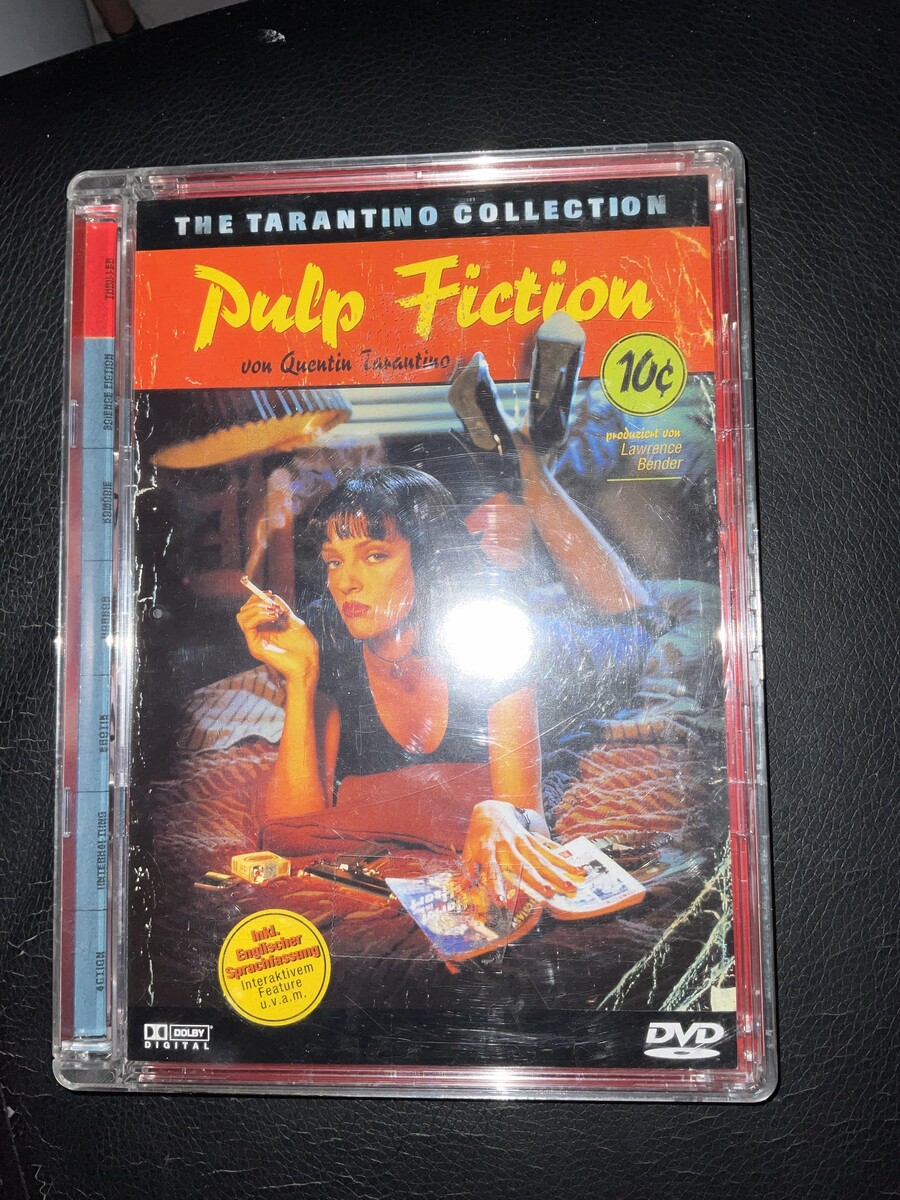 THE TARANTINO COLLECTION
Pulp Fiction
von Quentin Tarantino
10¢
produziert von
Lawrence
Bender
THRILLER
SCIENCE FICTION
KOMÖDIE
HORROR
EROTIK
UNTERHALTUNG
ACTION
Inkl.
Englischer
Sprachfassung
Interaktivem
Feature
u.v.a.m.
DOLBY
DIGITAL
DVD